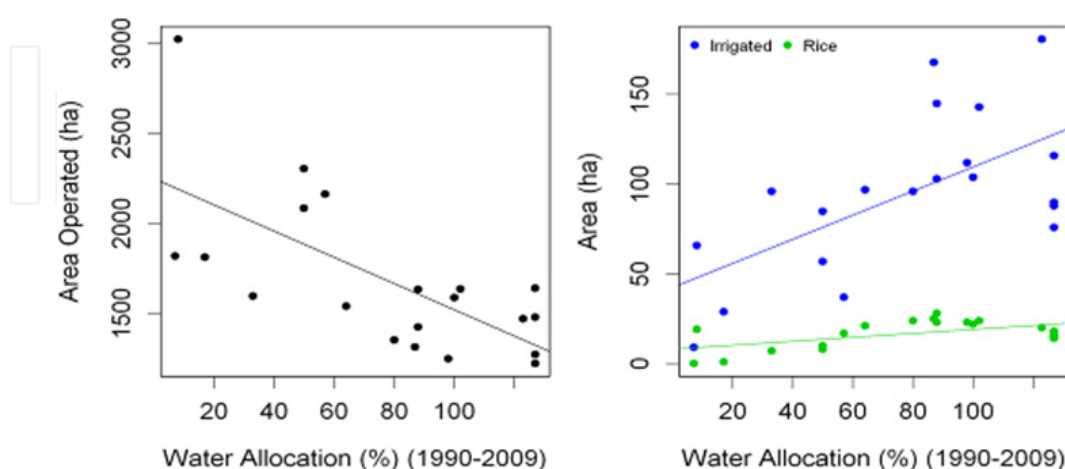 Area Operated (ha)
3000
2500
2000
1500
20 40 60 80 100
Water Allocation (%) (1990-2009)
Irrigated Rice
Area (ha)
150
100
50
0
20 40 60 80 100
Water Allocation (%) (1990-2009)